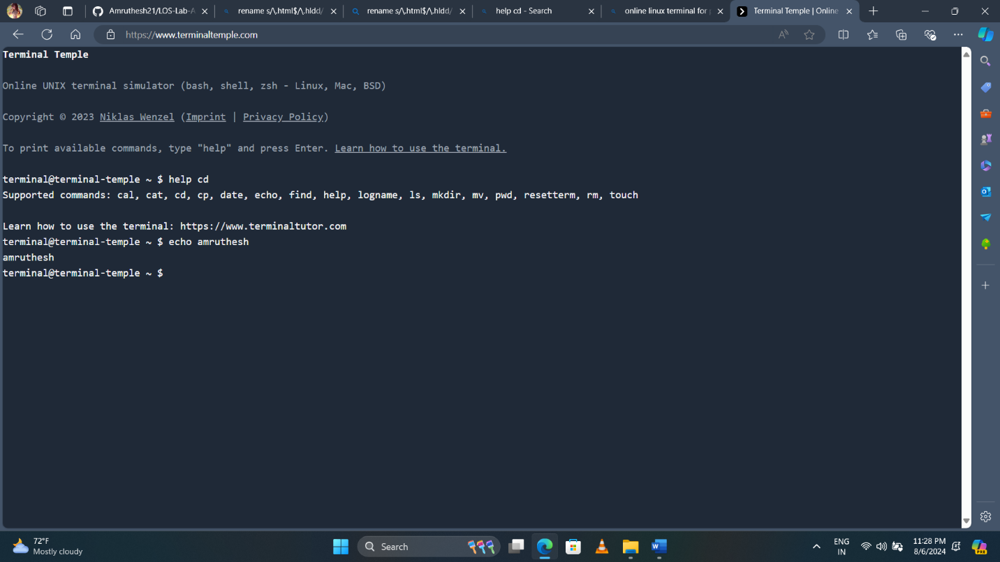 Amruthesh21/LOS-Lab-A
rename s/\.html$/\.hldd/
rename s/\.html$/\.hldd/
help cd - Search
online linux terminal for
Terminal Temple | Online
https://www.terminaltemple.com
Terminal Temple
Online UNIX terminal simulator (bash, shell, zsh - Linux, Mac, BSD)
Copyright © 2023 Niklas Wenzel (Imprint | Privacy Policy)
To print available commands, type "help" and press Enter. Learn how to use the terminal.
terminal@terminal-temple ~ $ help cd
Supported commands: cal, cat, cd, cp, date, echo, find, help, logname, ls, mkdir, mv, pwd, resetterm, rm, touch
Learn how to use the terminal: https://www.terminaltutor.com
terminal@terminal-temple ~ $ echo amruthesh
amruthesh
terminal@terminal-temple ~ $
72°F
Mostly cloudy
Search
ENG
IN
11:28 PM
8/6/2024
PRE